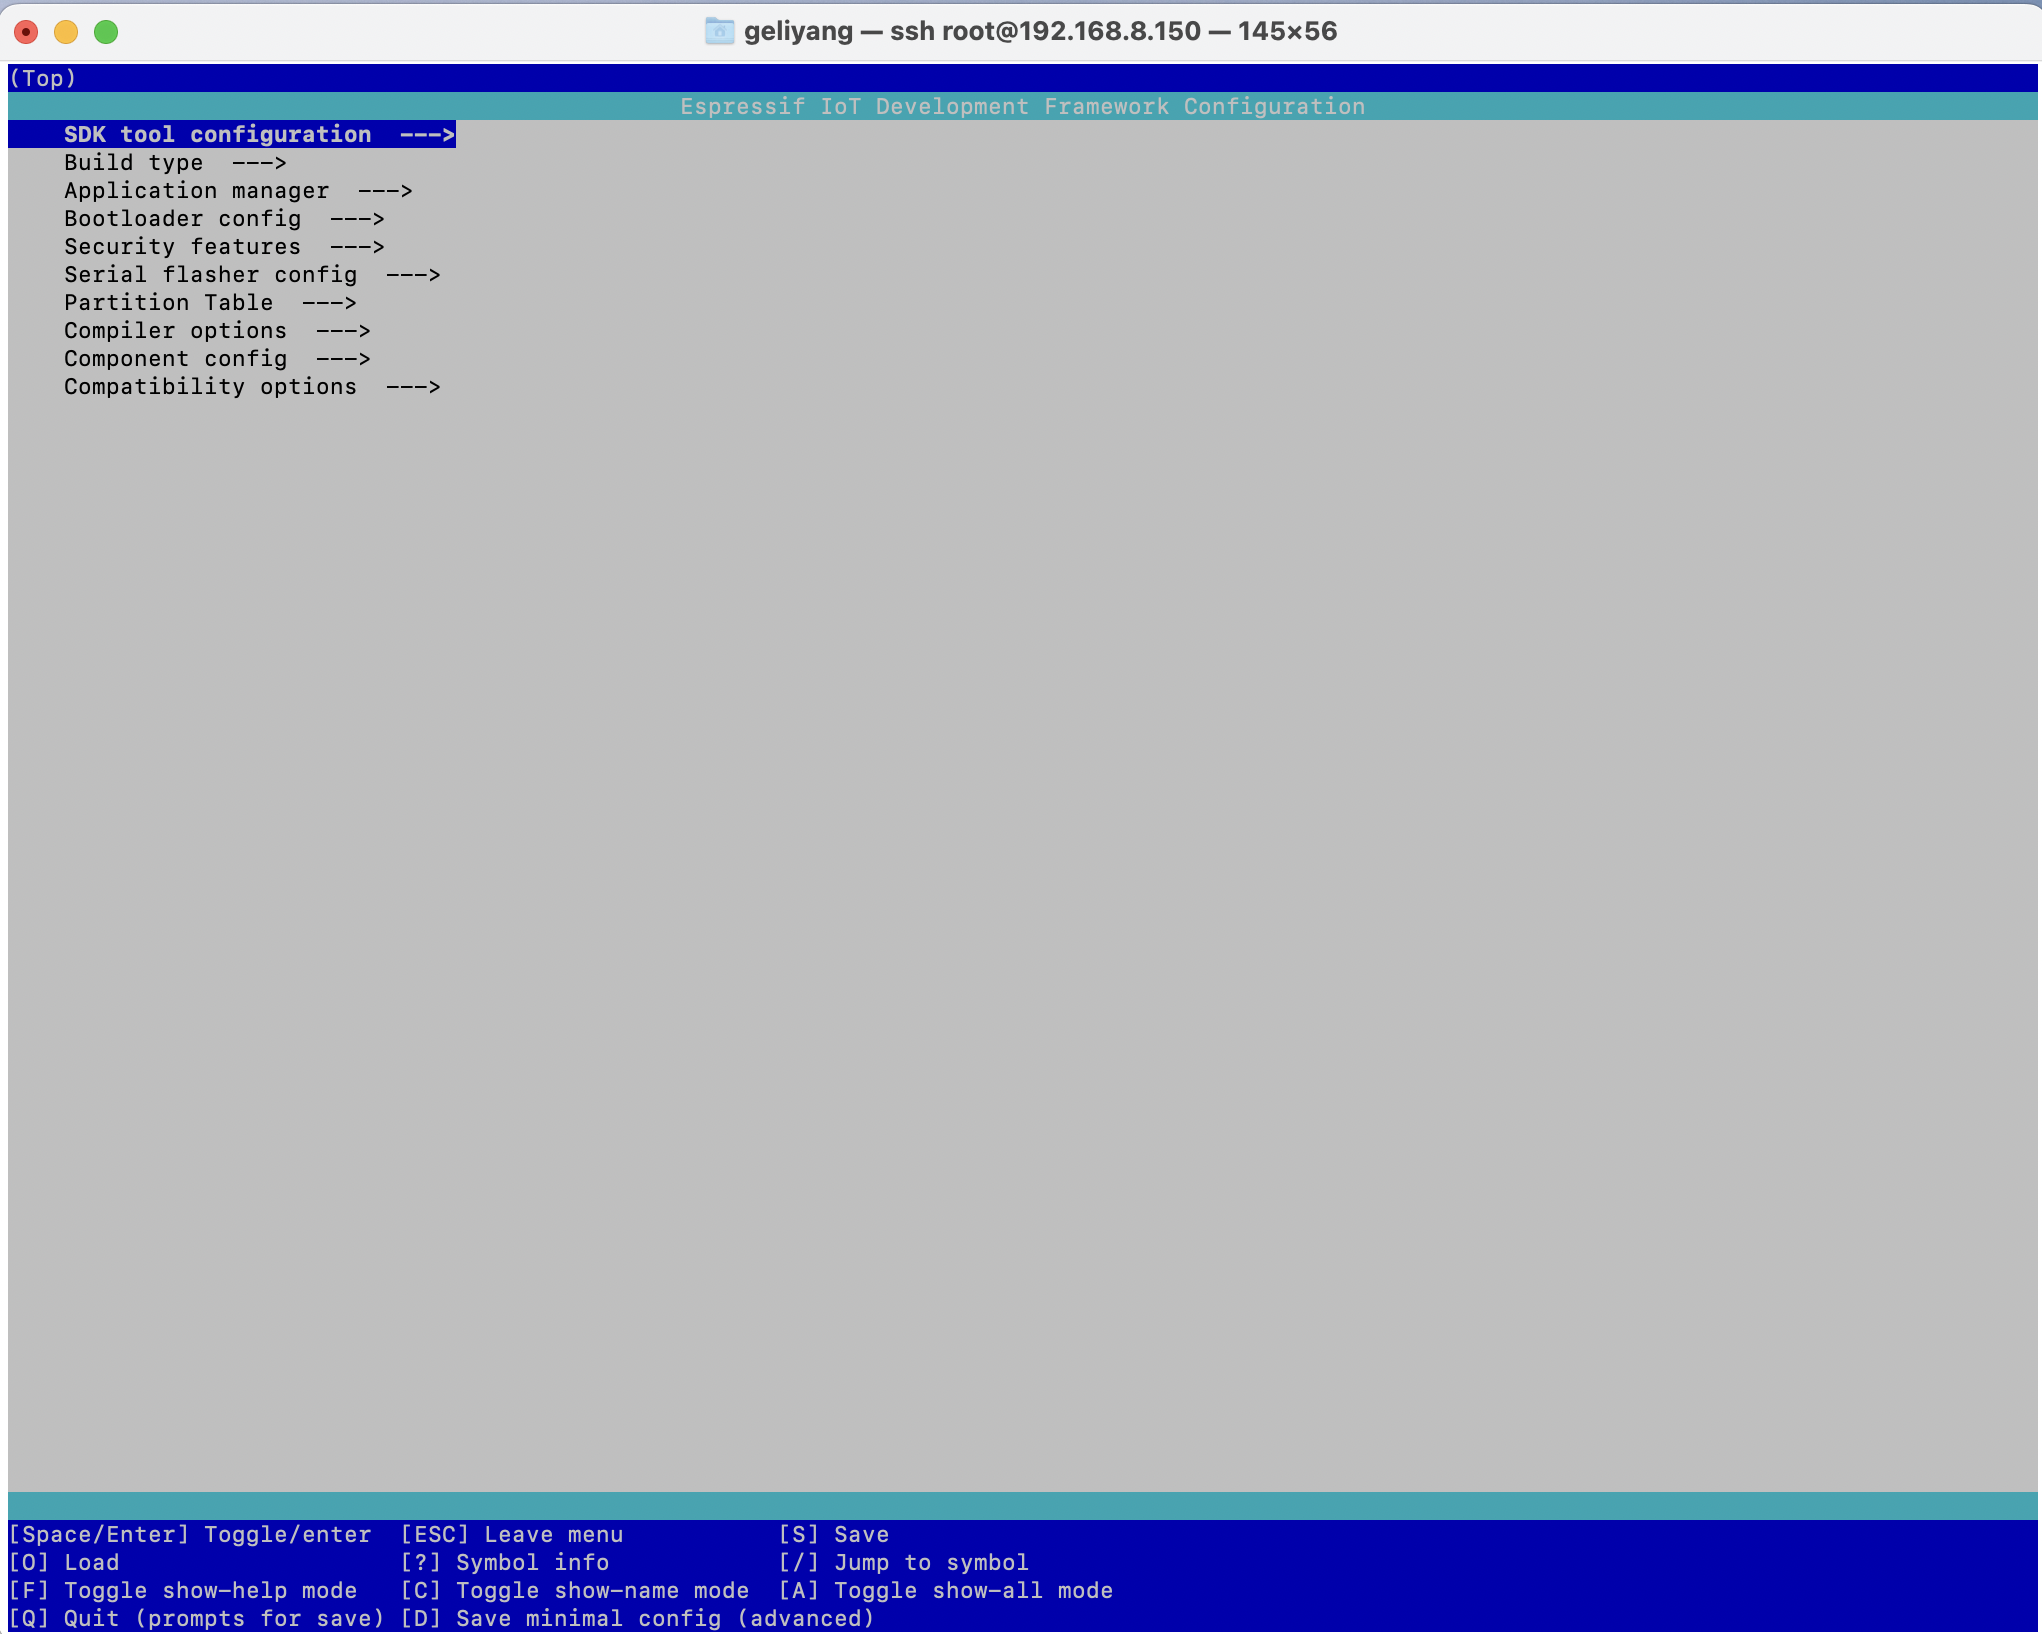 geliyang — ssh root@192.168.8.150 — 145×56
(Top)
Espressif IoT Development Framework Configuration
SDK tool configuration  --->
Build type  --->
Application manager  --->
Bootloader config  --->
Security features  --->
Serial flasher config  --->
Partition Table  --->
Compiler options  --->
Component config  --->
Compatibility options  --->
[Space/Enter] Toggle/enter  [ESC] Leave menu           [S] Save
[O] Load                    [?] Symbol info            [/] Jump to symbol
[F] Toggle show-help mode   [C] Toggle show-name mode  [A] Toggle show-all mode
[Q] Quit (prompts for save) [D] Save minimal config (advanced)